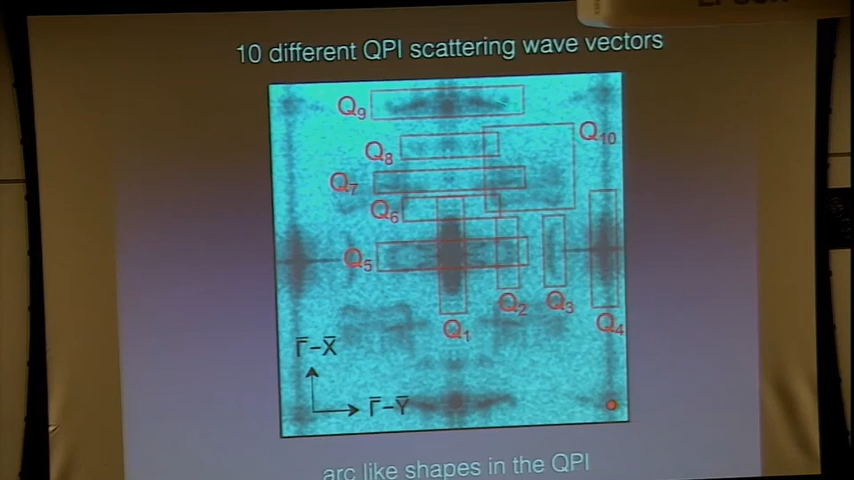 10 different QPI scattering wave vectors
Q9
Q8
Q10
Q7
Q6
Q5
Q2
Q3
Q4
Q1
Γ̅-X̅
Γ̅-Y̅
arc like shapes in the QPI